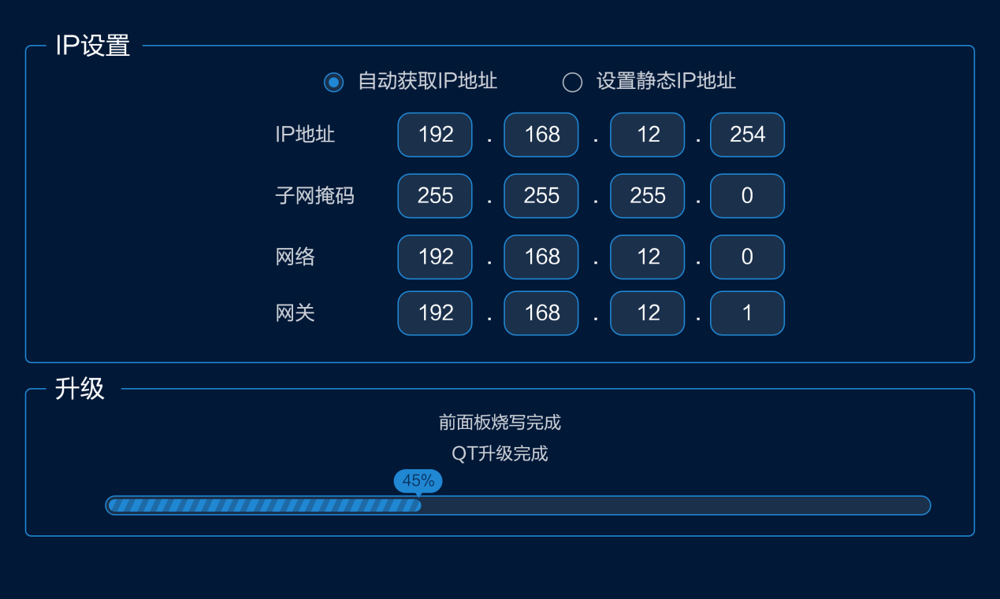 IP设置
自动获取IP地址 设置静态IP地址
IP地址 192 . 168 . 12 . 254
子网掩码 255 . 255 . 255 . 0
网络 192 . 168 . 12 . 0
网关 192 . 168 . 12 . 1
升级
前面板烧写完成
QT升级完成
45%